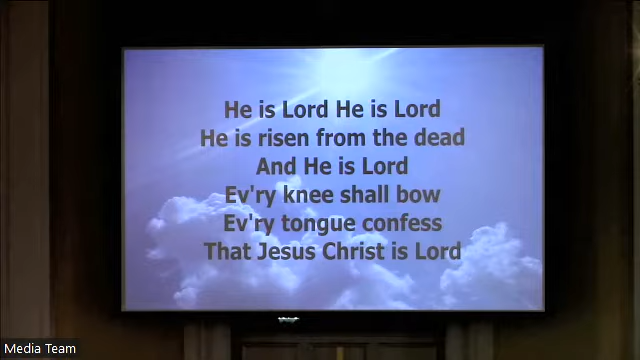 He is Lord He is Lord
He is risen from the dead
And He is Lord
Ev'ry knee shall bow
Ev'ry tongue confess
That Jesus Christ is Lord
Media Team